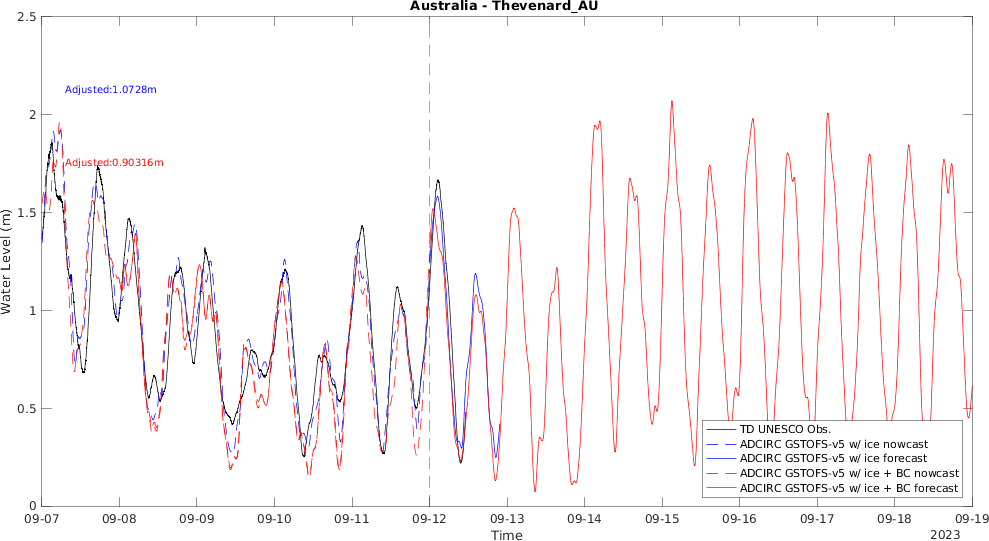 Australia - Thevenard_AU
2.5
2
1.5
1
0.5
0
Water Level (m)
Adjusted:1.0728m
Adjusted:0.90316m
TD UNESCO Obs.
ADCIRC GSTOFS-v5 w/ ice nowcast
ADCIRC GSTOFS-v5 w/ ice forecast
ADCIRC GSTOFS-v5 w/ ice + BC nowcast
ADCIRC GSTOFS-v5 w/ ice + BC forecast
09-07 09-08 09-09 09-10 09-11 09-12 09-13 09-14 09-15 09-16 09-17 09-18 09-19
Time
2023